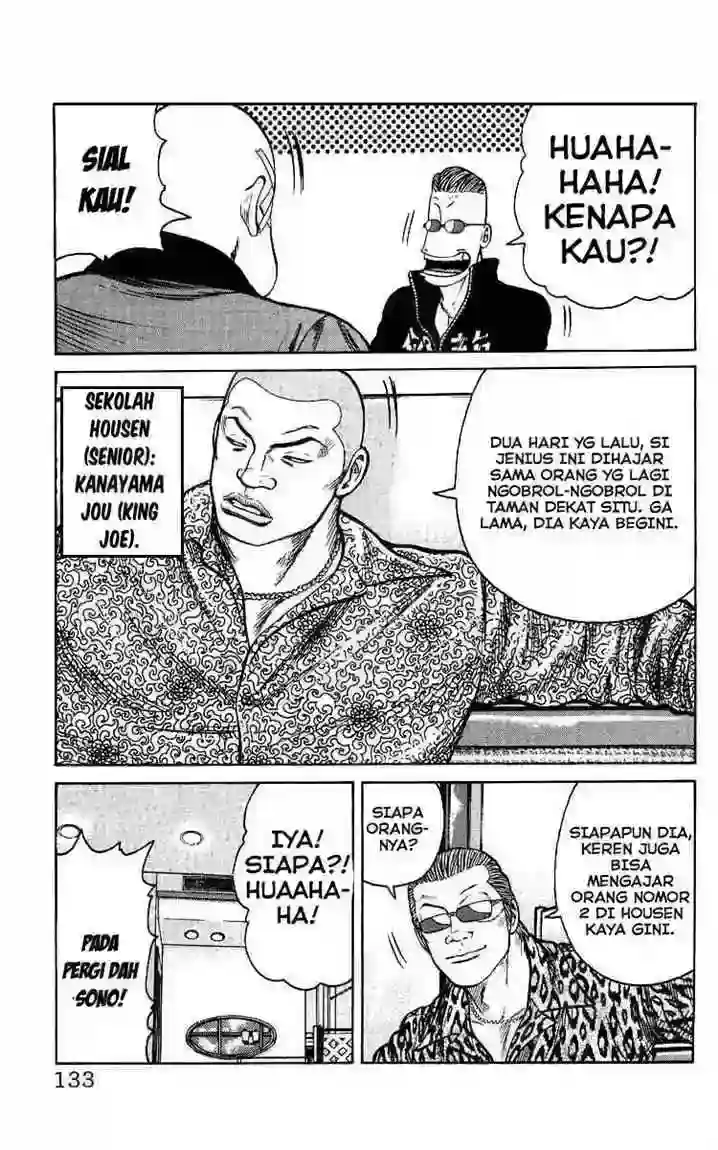 HUAHA-
HAHA!
KENAPA
KAU?!
SIAL
KAU!
DUA HARI YG LALU, SI
JENIUS INI DIHAJAR
SAMA ORANG YG LAGI
NGOBROL-NGOBROL DI
TAMAN DEKAT SITU. GA
LAMA, DIA KAYA BEGINI.
SEKOLAH
HOUSEN
(SENIOR):
KANAYAMA
JOU (KING
JOE).
SIAPAPUN DIA,
KEREN JUGA
BISA
MENGAJAR
ORANG NOMOR
2 DI HOUSEN
KAYA GINI.
SIAPA
ORANG-
NYA?
IYA!
SIAPA?!
HUAAHA-
HA!
PADA
PERGI DAH
SONO!
133